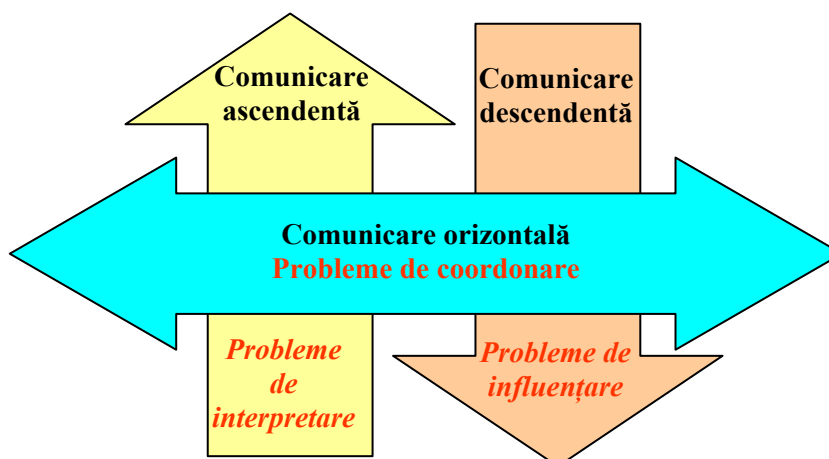 Comunicare
ascendentă
Comunicare
descendentă
Comunicare orizontală
Probleme de coordonare
Probleme
de
interpretare
Probleme de
influențare